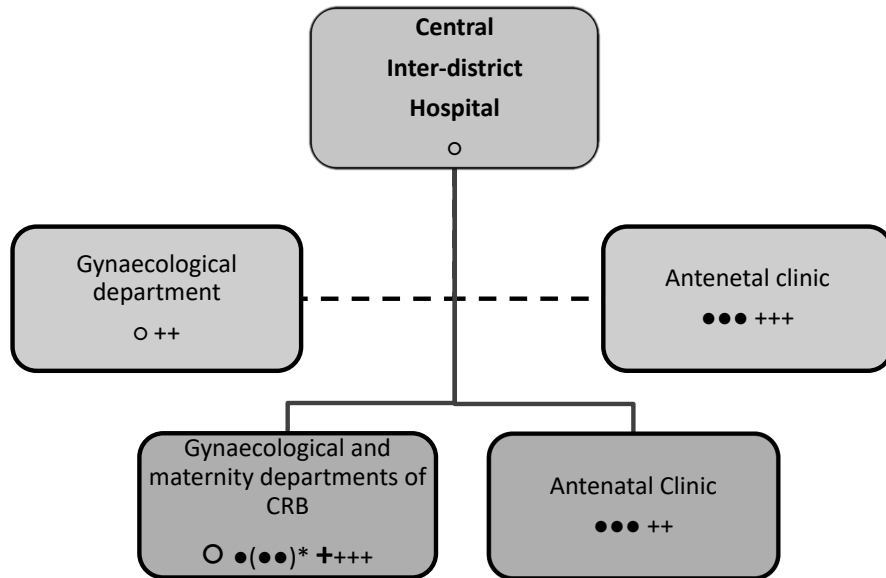 Central
Inter-district
Hospital
○
Gynaecological
department
○ ++
Antenetal clinic
●●● +++
Gynaecological and
maternity departments of
CRB
○ ●(●●)* ++++
Antenatal Clinic
●●● ++